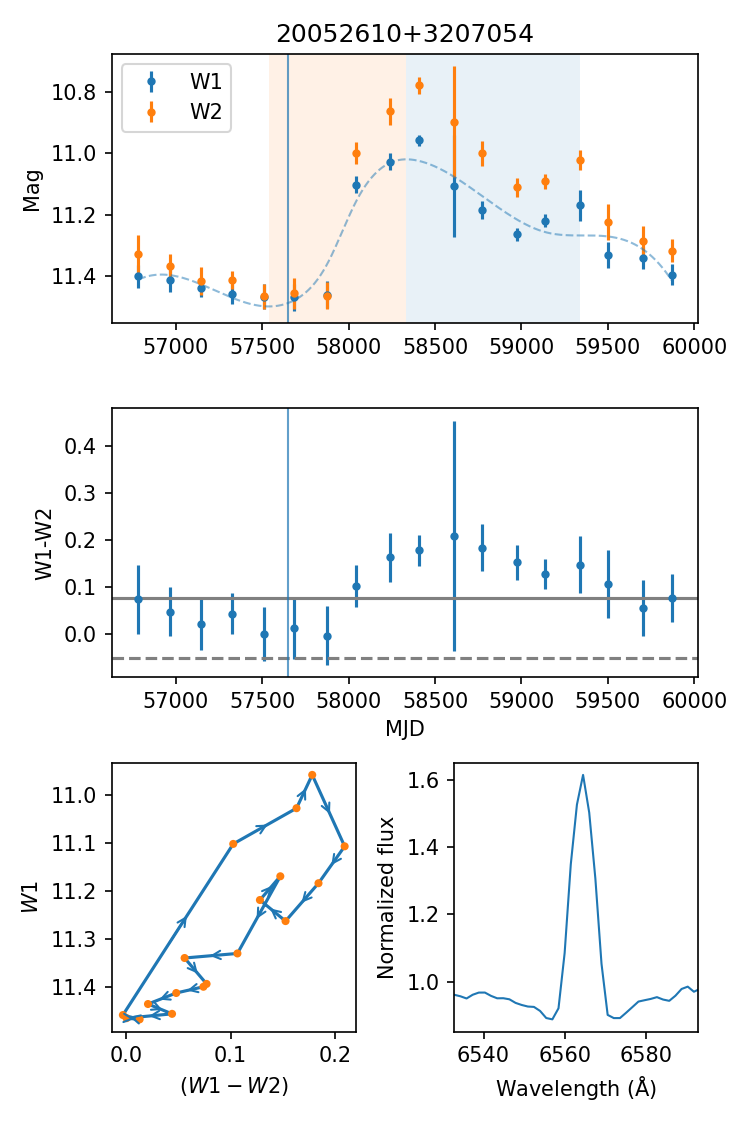 20052610+3207054
W1
W2
Mag
10.8
11.0
11.2
11.4
57000 57500 58000 58500 59000 59500 60000
W1-W2
0.4
0.3
0.2
0.1
0.0
57000 57500 58000 58500 59000 59500 60000
MJD
W1
11.0
11.1
11.2
11.3
11.4
0.0 0.1 0.2
(W1 − W2)
Normalized flux
1.6
1.4
1.2
1.0
6540 6560 6580
Wavelength (Å)